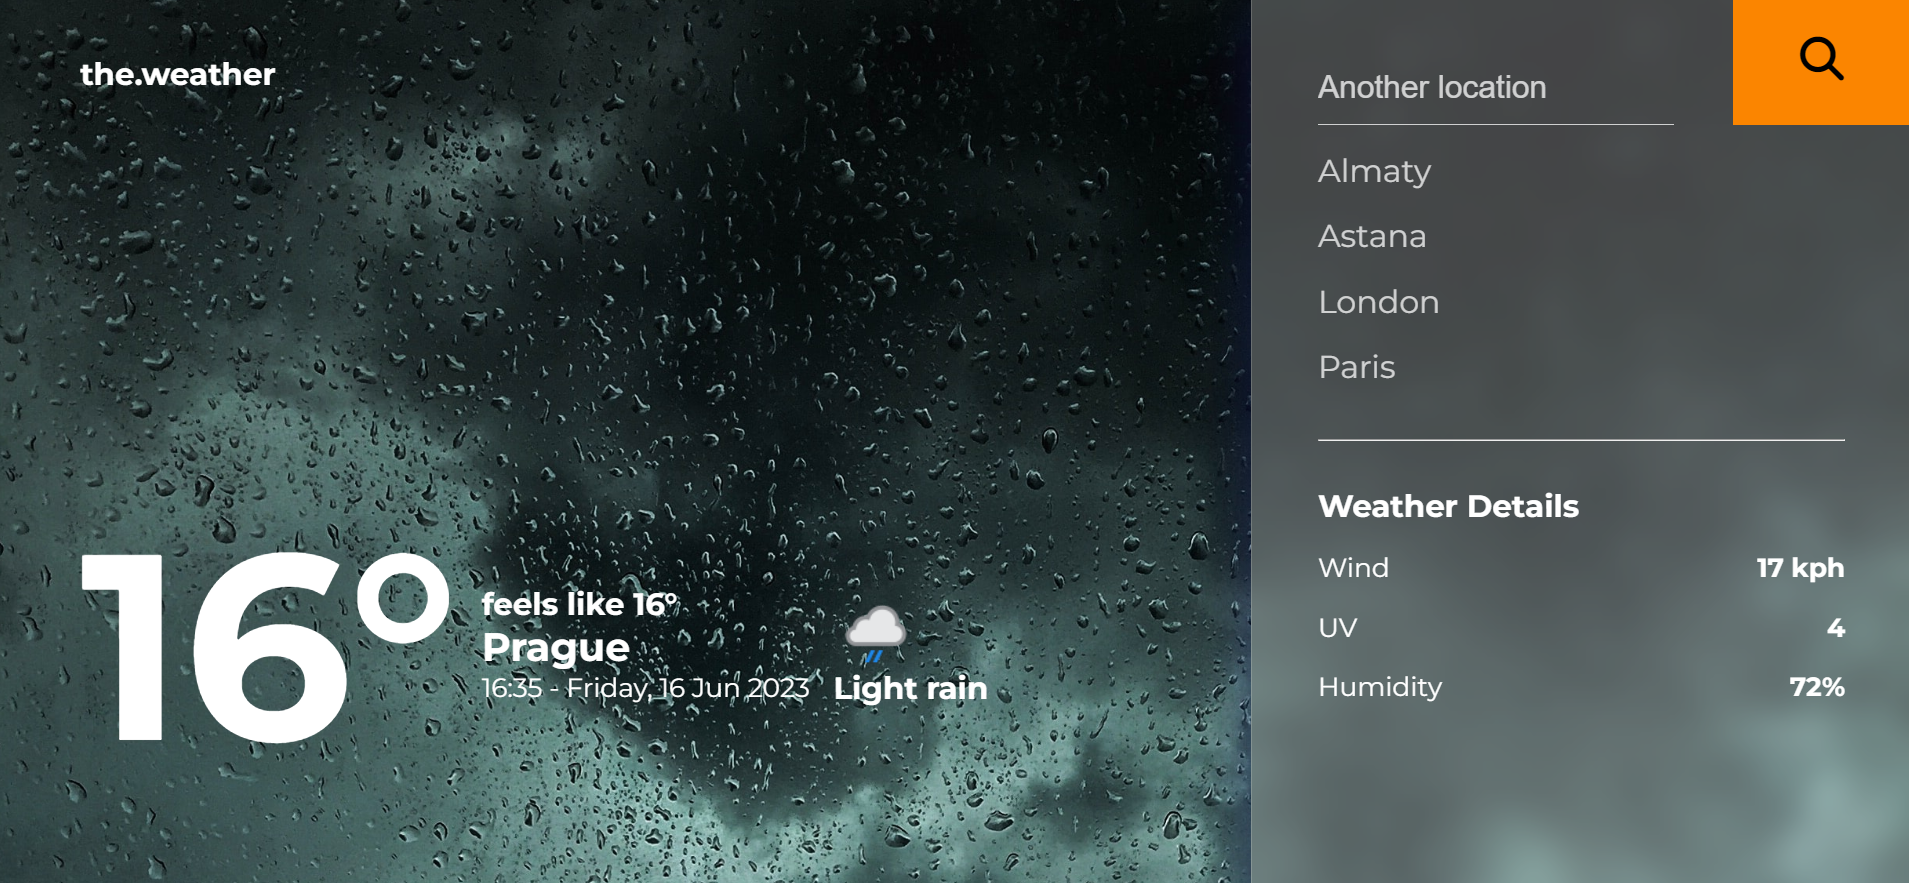 the.weather
16°
feels like 16°
Prague
16:35 - Friday, 16 Jun 2023
Light rain
Another location
Almaty
Astana
London
Paris
Weather Details
Wind 17 kph
UV 4
Humidity 72%